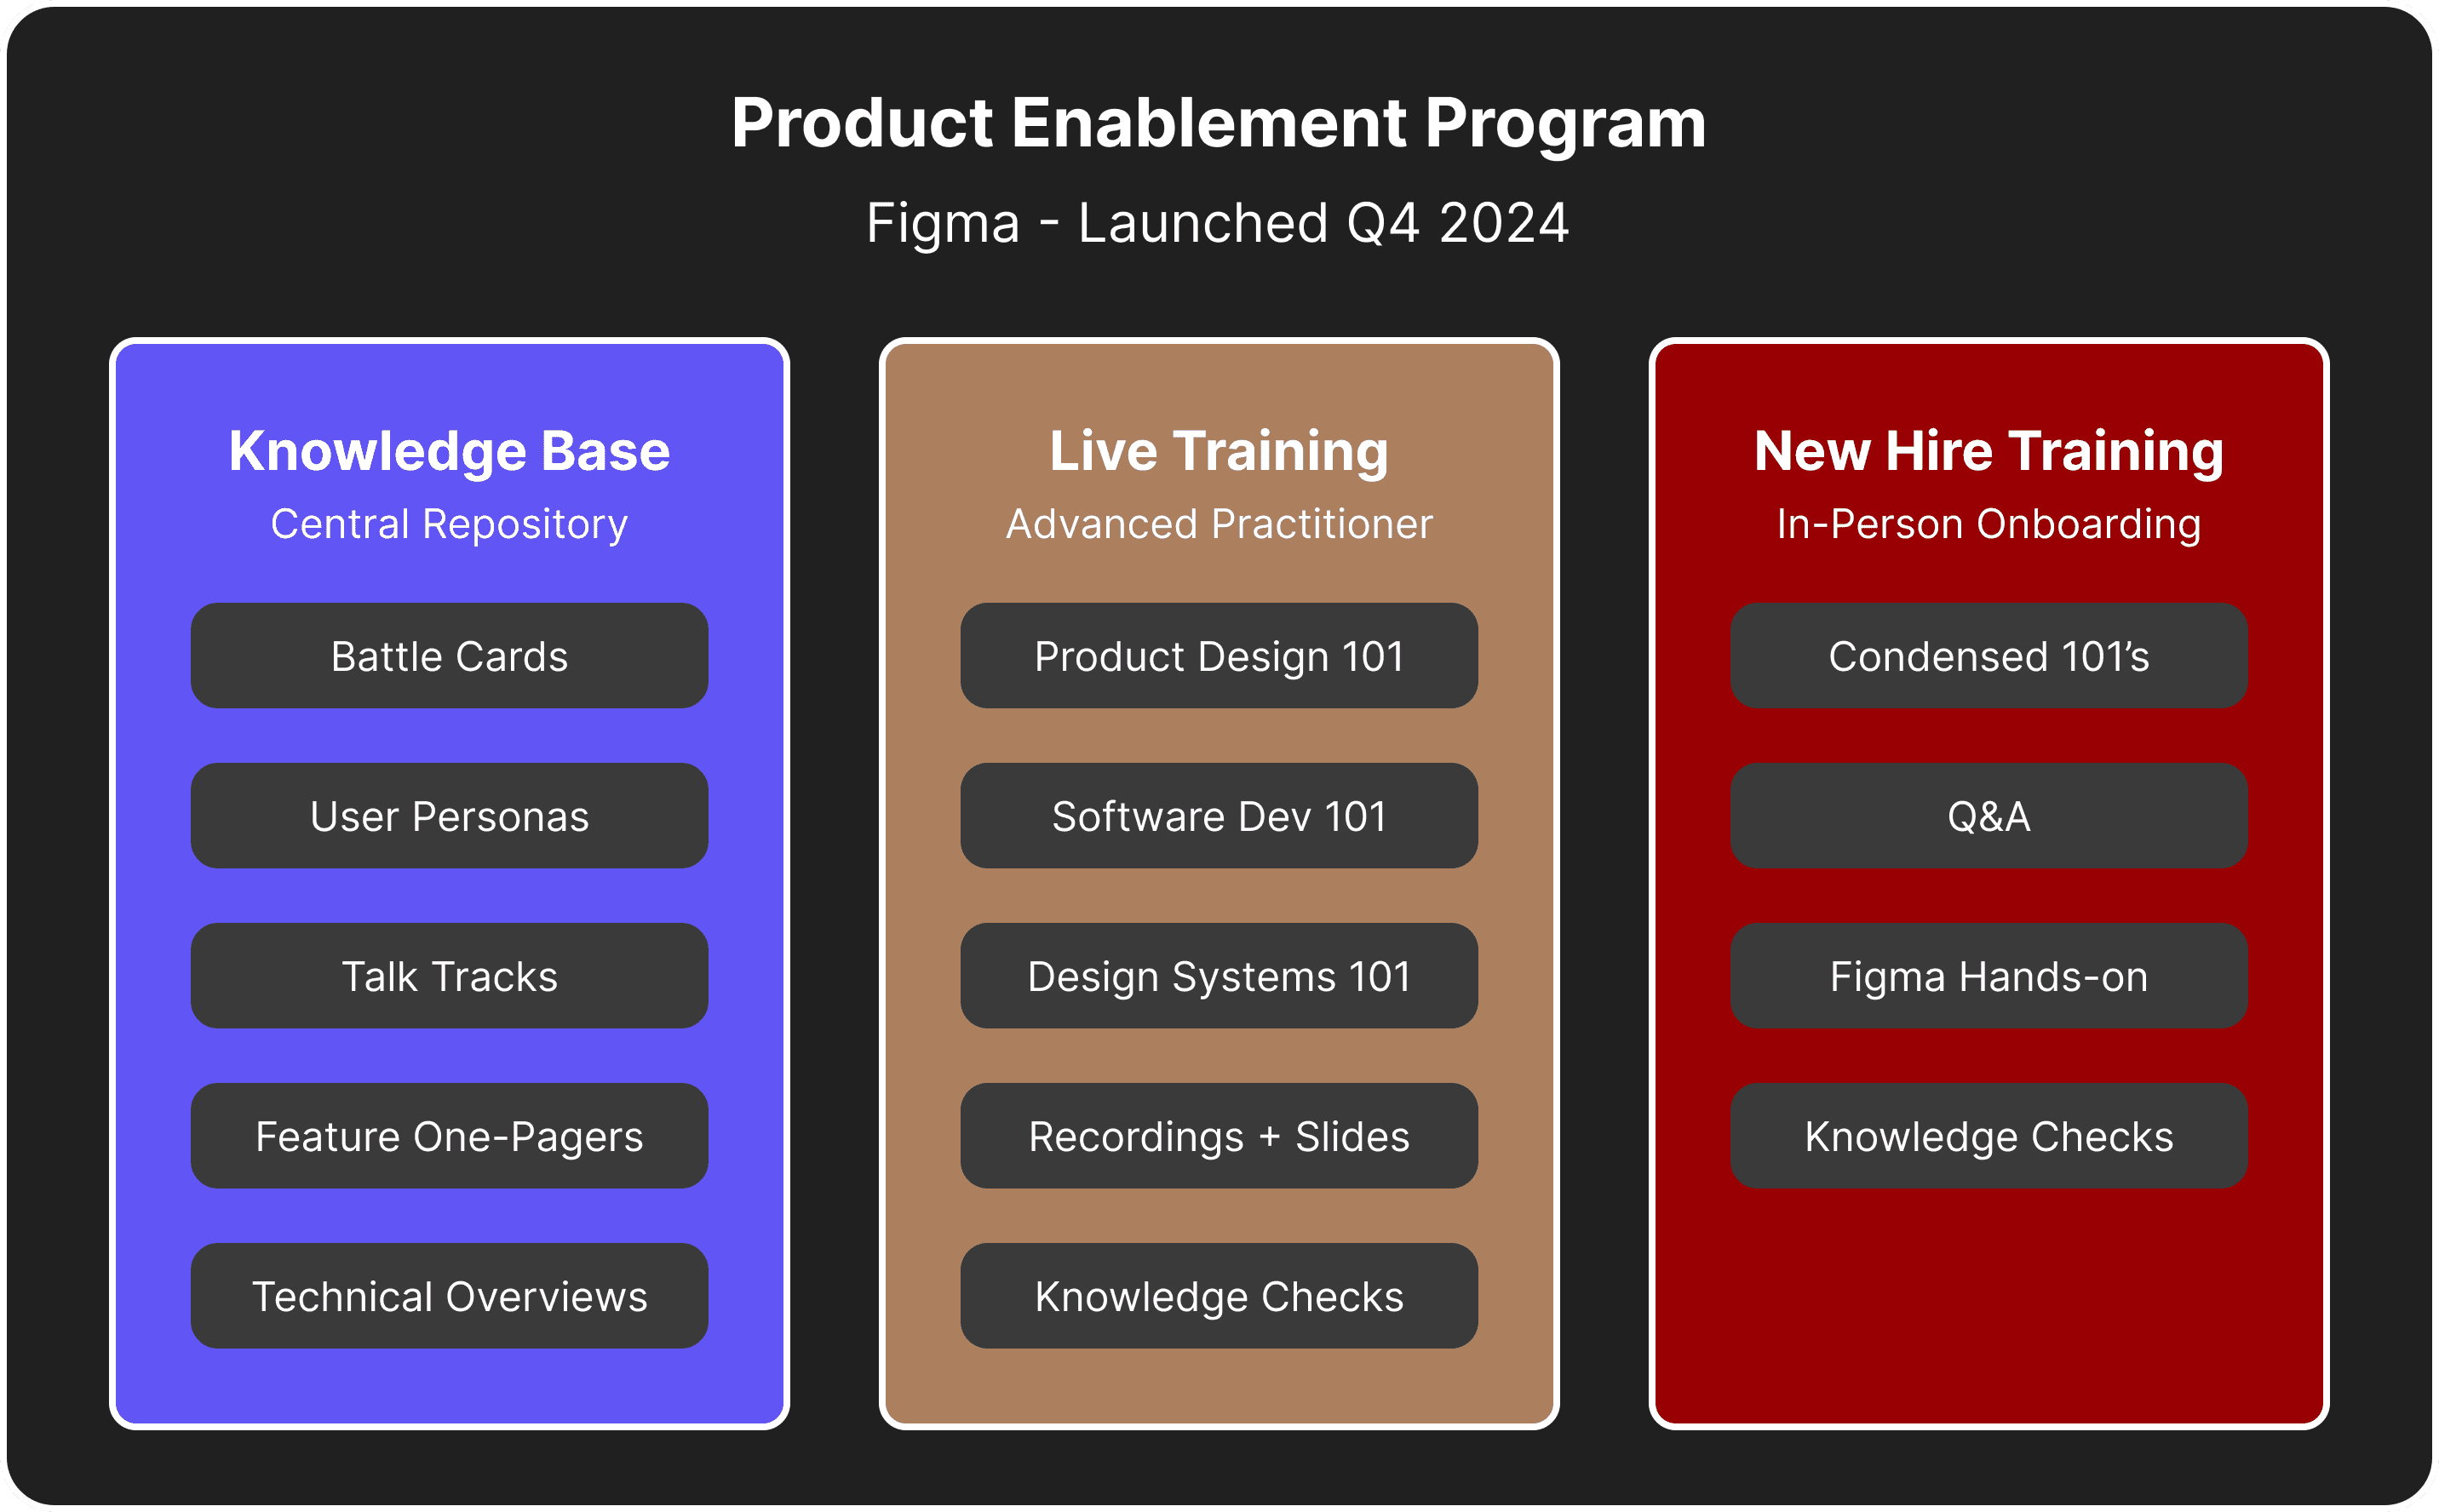 Product Enablement Program
Figma - Launched Q4 2024
Knowledge Base
Central Repository
Battle Cards
User Personas
Talk Tracks
Feature One-Pagers
Technical Overviews
Live Training
Advanced Practitioner
Product Design 101
Software Dev 101
Design Systems 101
Recordings + Slides
Knowledge Checks
New Hire Training
In-Person Onboarding
Condensed 101’s
Q&A
Figma Hands-on
Knowledge Checks